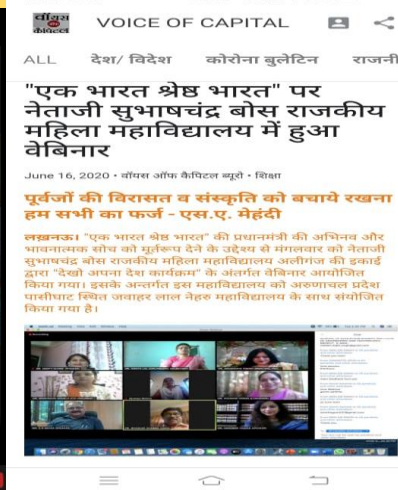 वॉयस
ऑफ
कैपिटल
VOICE OF CAPITAL
ALL देश/ विदेश कोरोना बुलेटिन राजनी
"एक भारत श्रेष्ठ भारत" पर
नेताजी सुभाषचंद्र बोस राजकीय
महिला महाविद्यालय में हुआ
वेबिनार
June 16, 2020 • वॉयस ऑफ कैपिटल ब्यूरो • शिक्षा
पूर्वजों की विरासत व संस्कृति को बचाये रखना
हम सभी का फर्ज - एस.ए. मेहंदी
लखनऊ। "एक भारत श्रेष्ठ भारत" की प्रधानमंत्री की अभिनव और
भावनात्मक सोच को मूर्तरूप देने के उद्देश्य से मंगलवार को नेताजी
सुभाषचंद्र बोस राजकीय महिला महाविद्यालय अलीगंज की इकाई
द्वारा "देखो अपना देश कार्यक्रम" के अंतर्गत वेबिनार आयोजित
किया गया। इसके अन्तर्गत इस महाविद्यालय को अरुणाचल प्रदेश
पासीघाट स्थित जवाहर लाल नेहरु महाविद्यालय के साथ संयोजित
किया गया है।